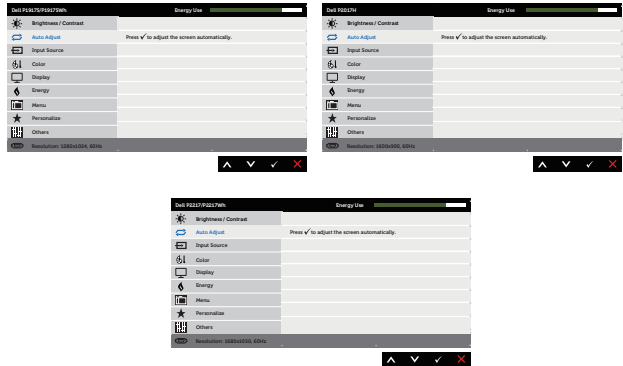 Dell P1917S/P1917SWh Energy Use
Brightness / Contrast
Auto Adjust Press ✓ to adjust the screen automatically.
Input Source
Color
Display
Energy
Menu
Personalize
Others
Resolution: 1280x1024, 60Hz
Dell P2017H Energy Use
Brightness / Contrast
Auto Adjust Press ✓ to adjust the screen automatically.
Input Source
Color
Display
Energy
Menu
Personalize
Others
Resolution: 1600x900, 60Hz
Dell P2217/P2217Wh Energy Use
Brightness / Contrast
Auto Adjust Press ✓ to adjust the screen automatically.
Input Source
Color
Display
Energy
Menu
Personalize
Others
Resolution: 1680x1050, 60Hz